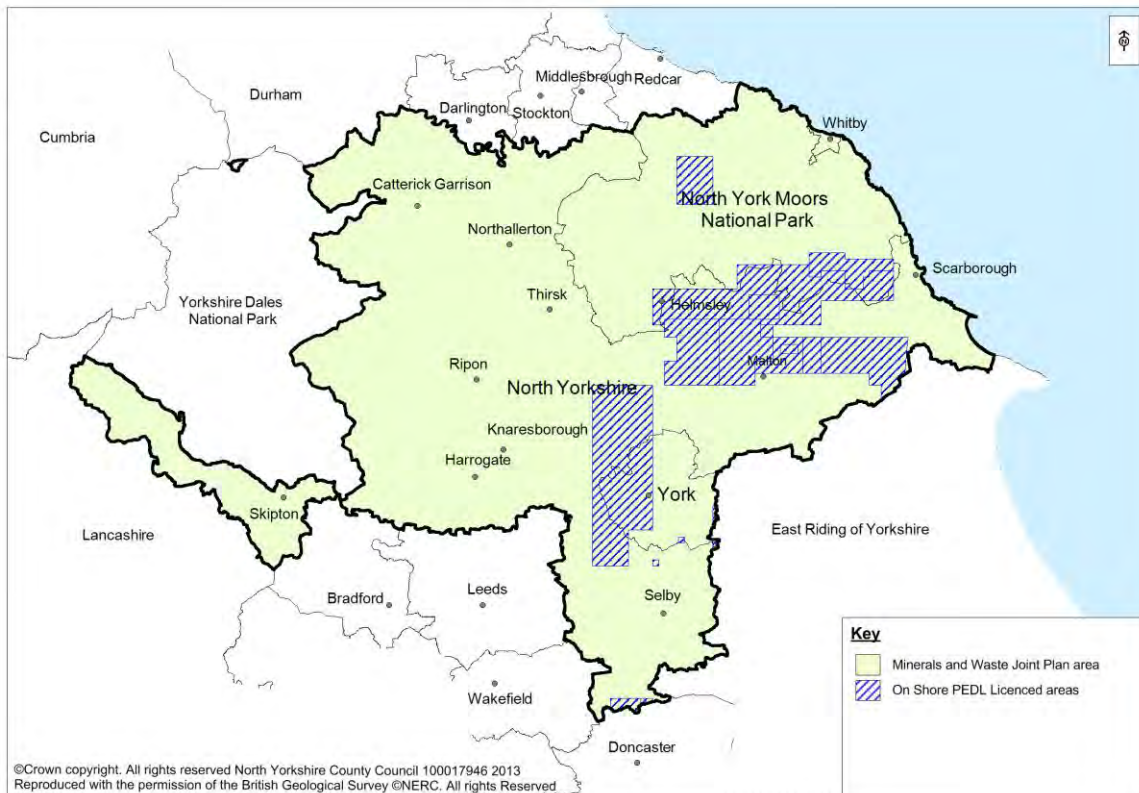 N
Durham
Middlesbrough
Redcar
Darlington
Stockton
Cumbria
Whitby
Catterick Garrison
North York Moors
National Park
Northallerton
Scarborough
Yorkshire Dales
National Park
Thirsk
Helmsley
Ripon
North Yorkshire
Malton
Knaresborough
Harrogate
York
Skipton
Lancashire
East Riding of Yorkshire
Bradford
Leeds
Selby
Wakefield
Doncaster
Key
Minerals and Waste Joint Plan area
On Shore PEDL Licenced areas
©Crown copyright. All rights reserved North Yorkshire County Council 100017946 2013
Reproduced with the permission of the British Geological Survey ©NERC. All rights Reserved